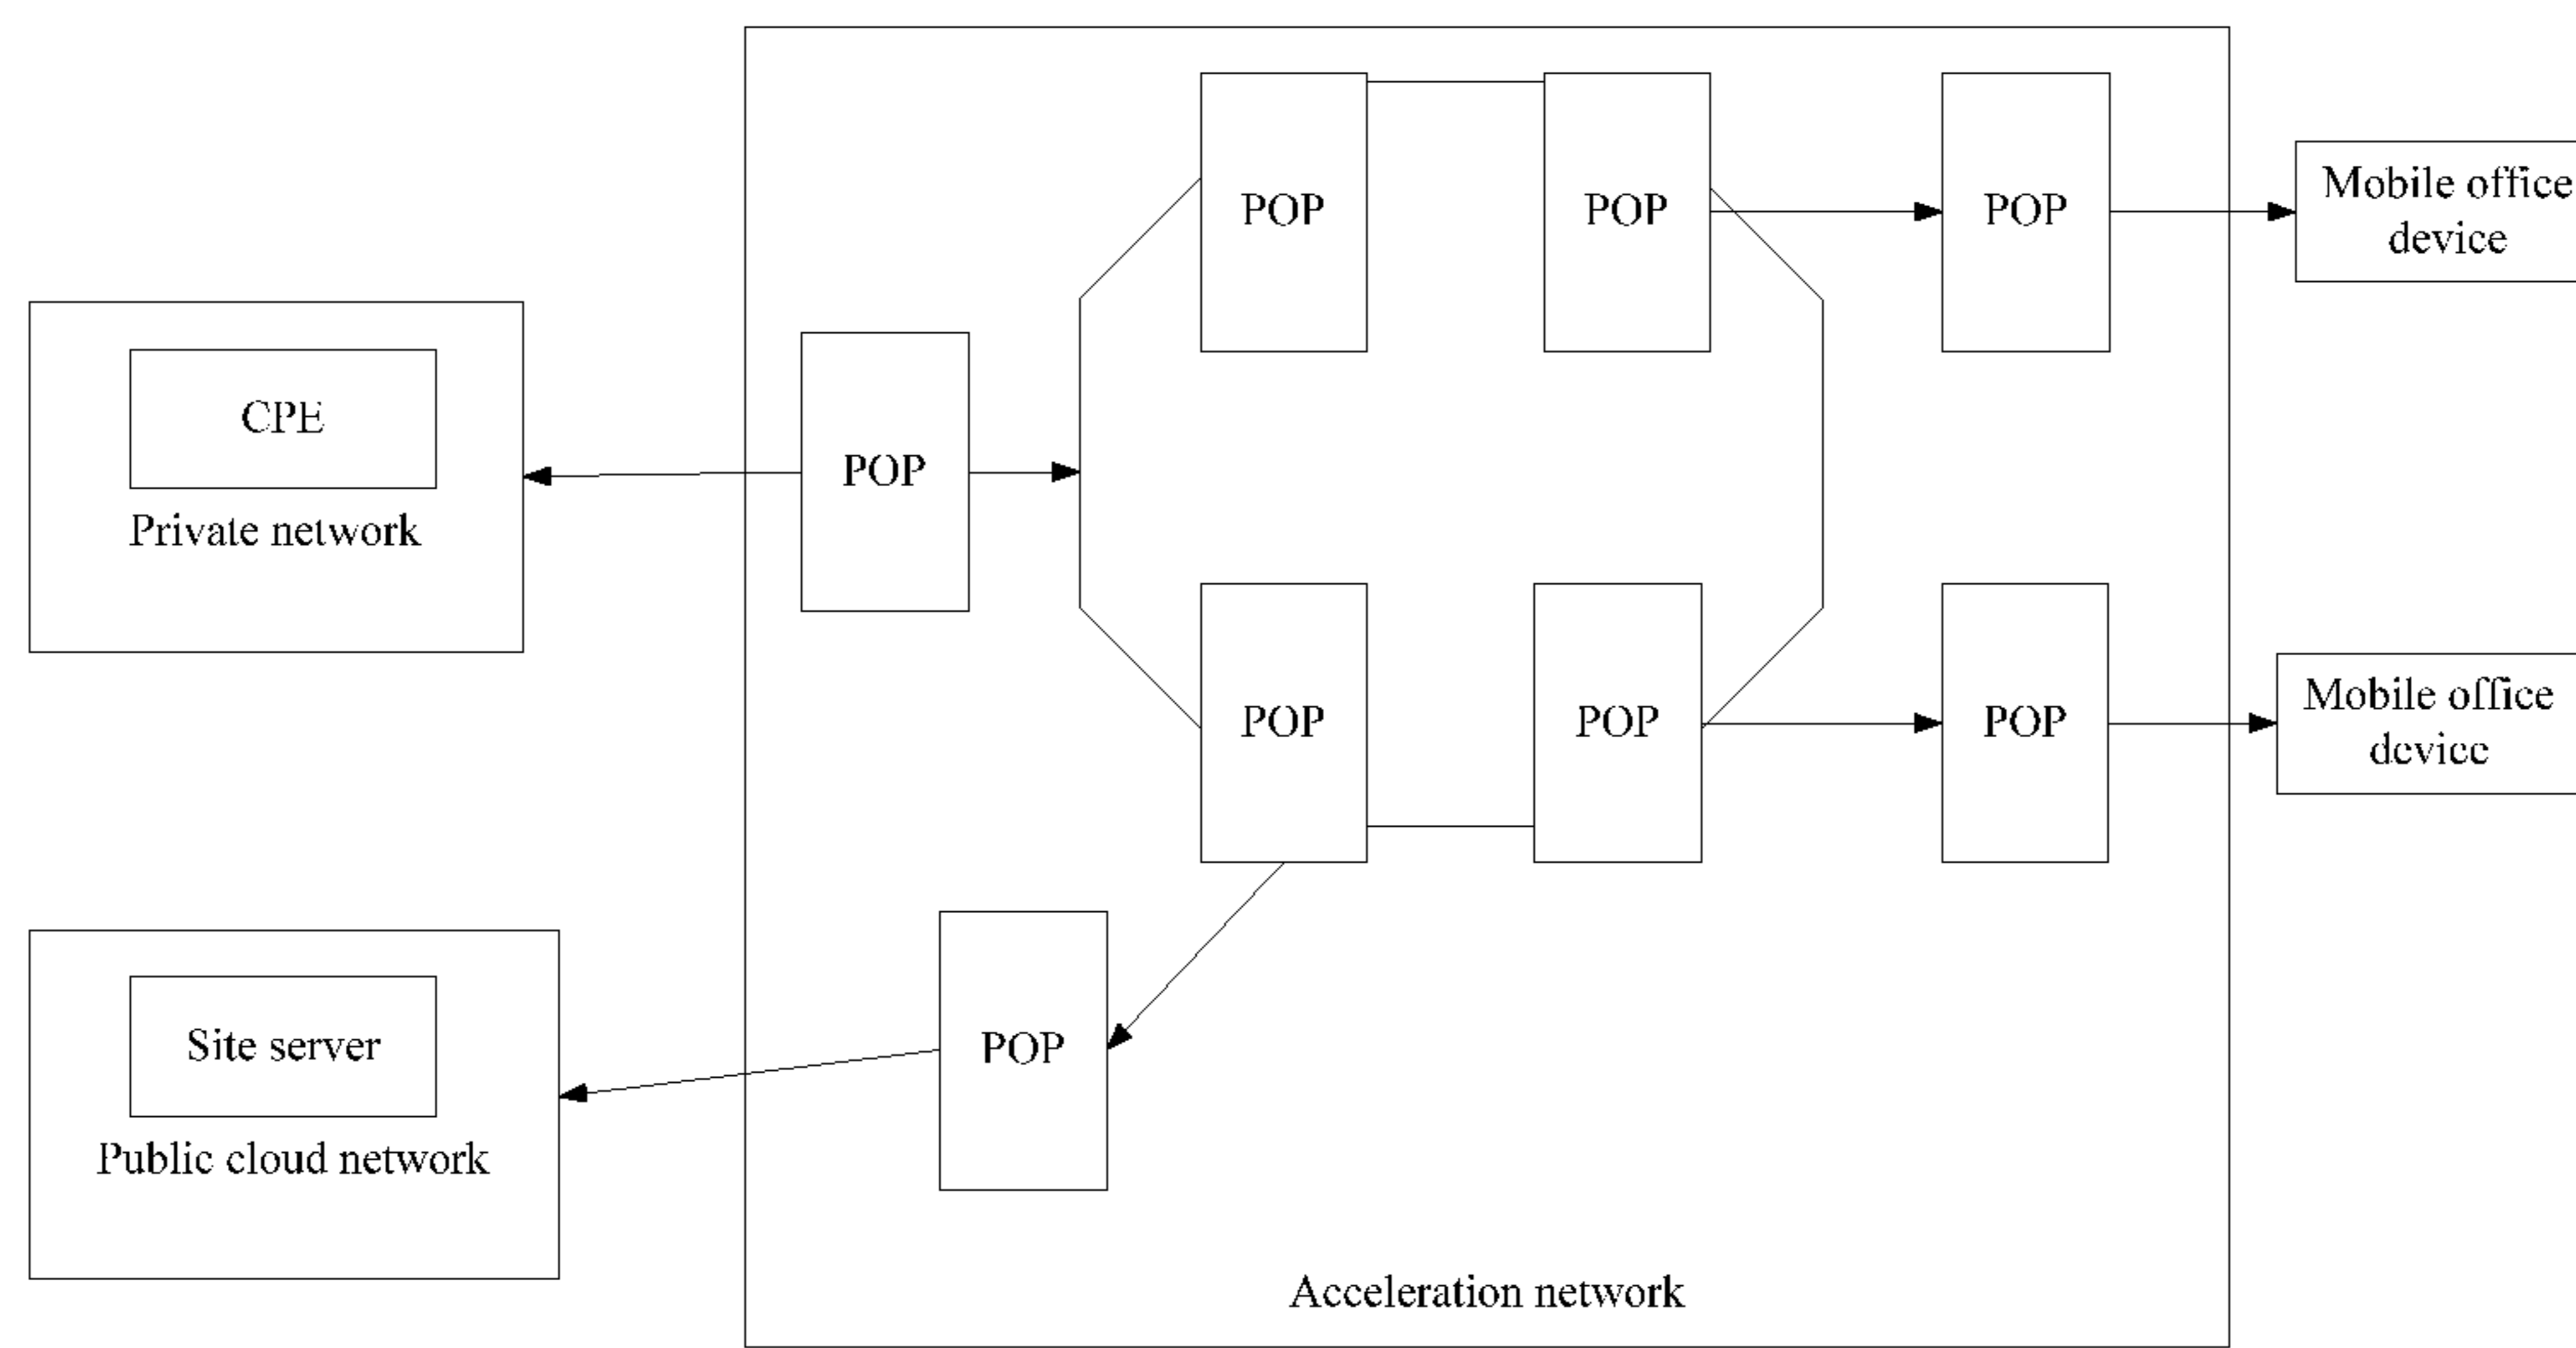 POP
POP
POP
Mobile office
device
CPE
Private network
POP
POP
POP
POP
Mobile office
device
Site server
Public cloud network
POP
Acceleration network